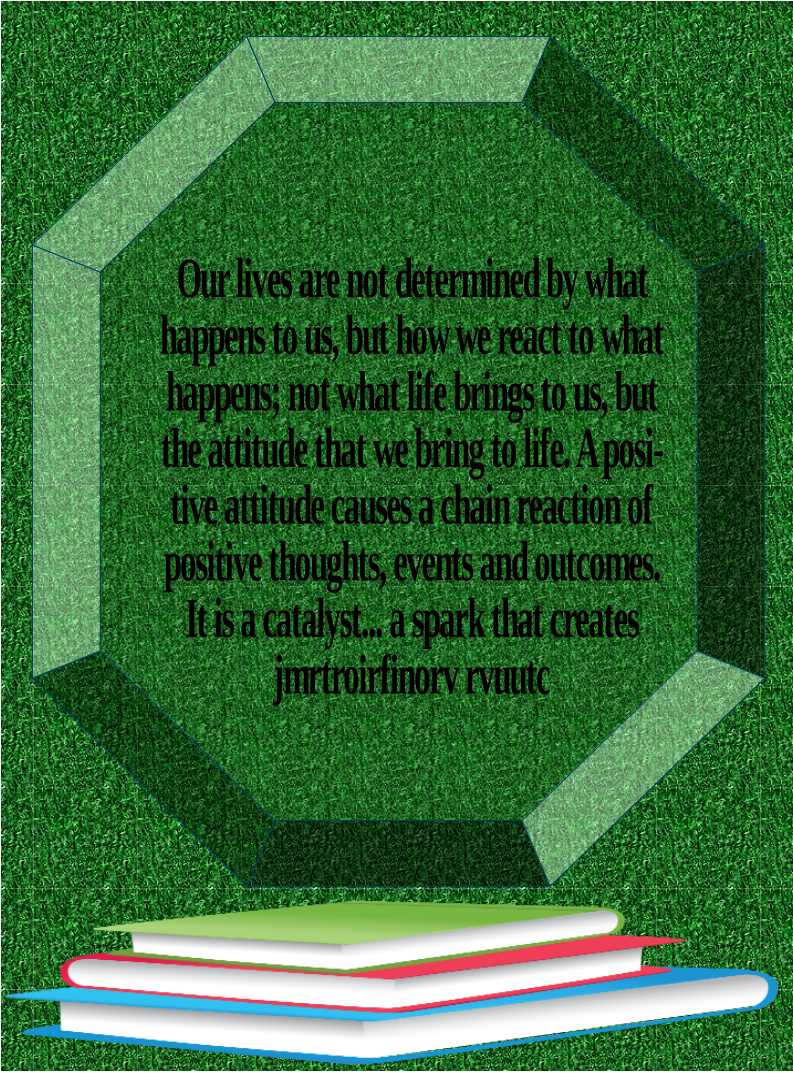 Our lives are not determined by what
happens to us, but how we react to what
happens; not what life brings to us, but
the attitude that we bring to life. A posi-
tive attitude causes a chain reaction of
positive thoughts, events and outcomes.
It is a catalyst... a spark that creates
jmrtroirfinorv rvuutc